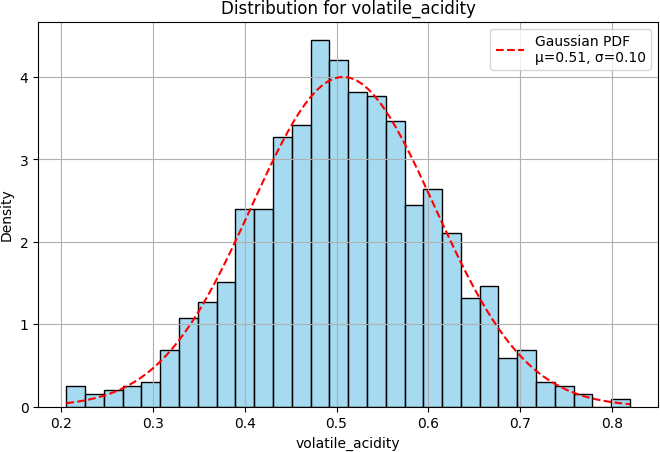 Distribution for volatile_acidity
Gaussian PDF
μ=0.51, σ=0.10
Density
4
3
2
1
0
0.2 0.3 0.4 0.5 0.6 0.7 0.8
volatile_acidity